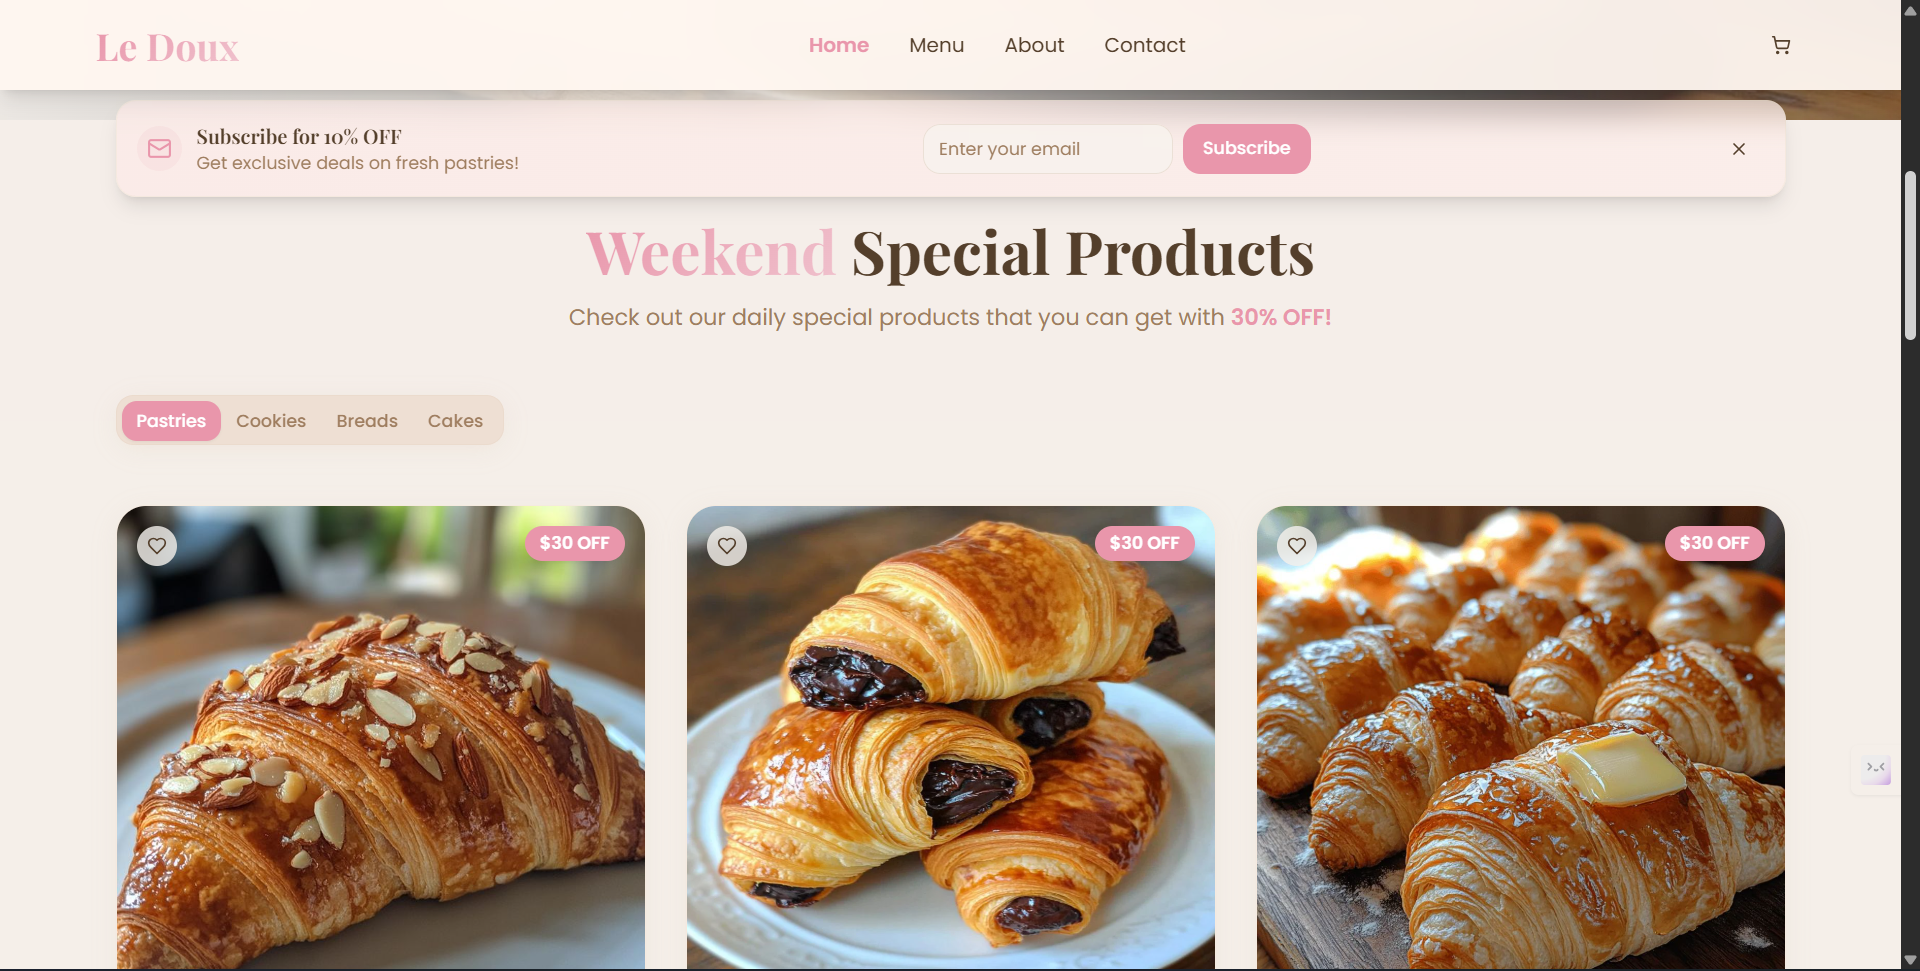 Le Doux
Home
Menu
About
Contact
Subscribe for 10% OFF
Get exclusive deals on fresh pastries!
Enter your email
Subscribe
Weekend Special Products
Check out our daily special products that you can get with 30% OFF!
Pastries
Cookies
Breads
Cakes
$30 OFF
$30 OFF
$30 OFF